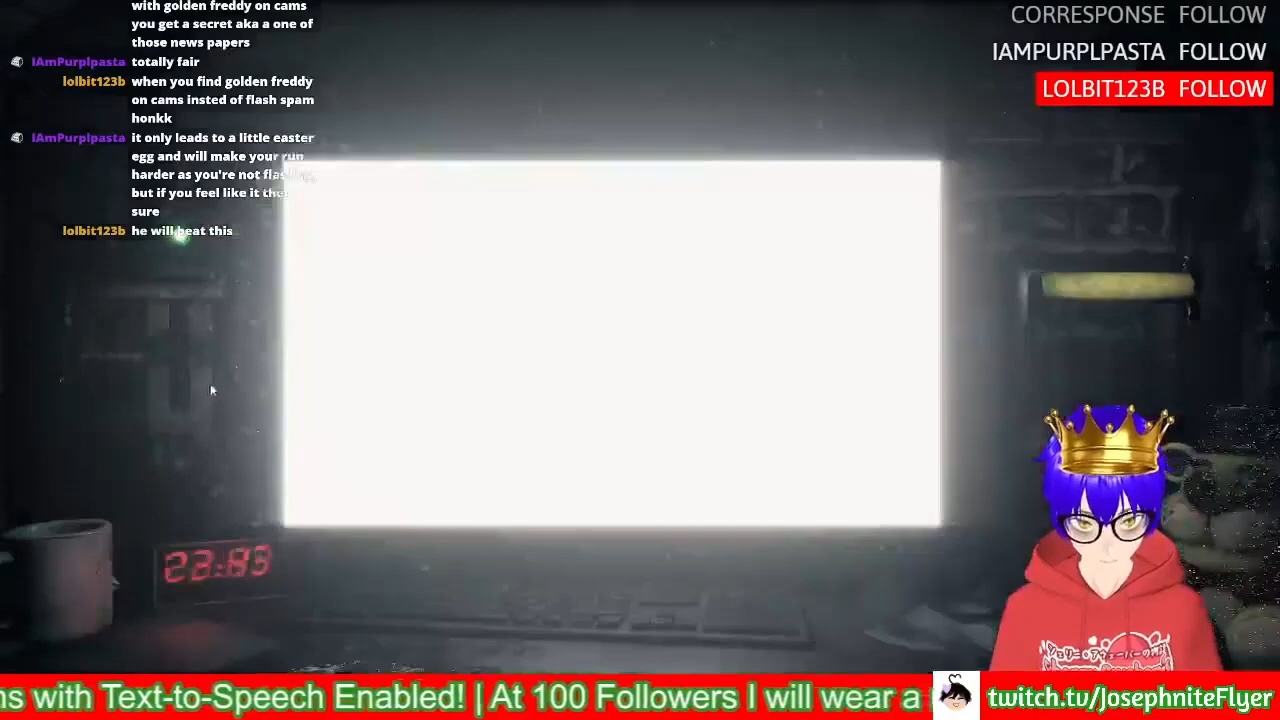 with golden freddy on cams
you get a secret aka a one of
those news papers
IAmPurplpasta totally fair
lolbit123b when you find golden freddy
on cams insted of flash spam
honkk
IAmPurplpasta it only leads to a little easter
egg and will make your run
harder as you're not
but if you feel like it
sure
lolbit123b he will beat this
CORRESPONSE FOLLOW
IAMPURPLPASTA FOLLOW
LOLBIT123B FOLLOW
ns with Text-to-Speech Enabled! | At 100 Followers I will wear a
twitch.tv/JosephniteFlyer